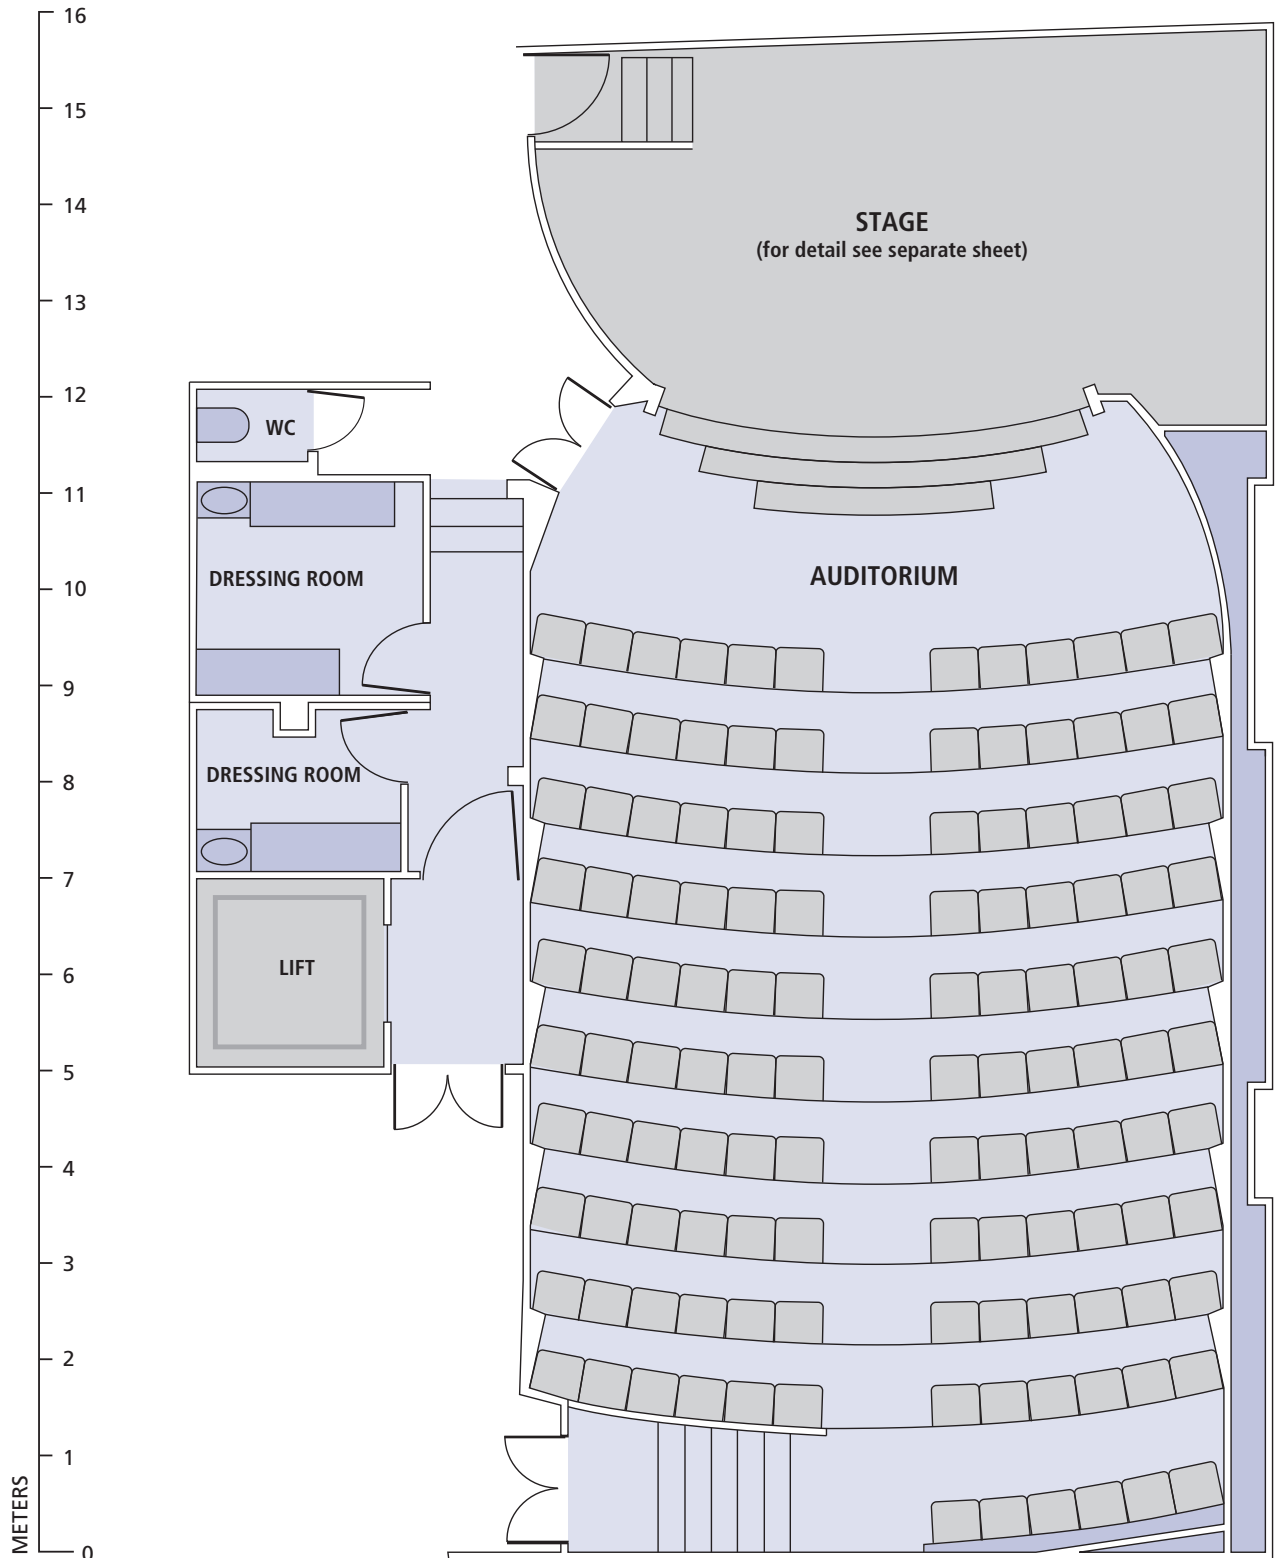 16
15
14
STAGE
(for detail see separate sheet)
13
12
WC
11
DRESSING ROOM
AUDITORIUM
10
9
DRESSING ROOM
8
7
LIFT
6
5
4
3
2
1
METERS
0